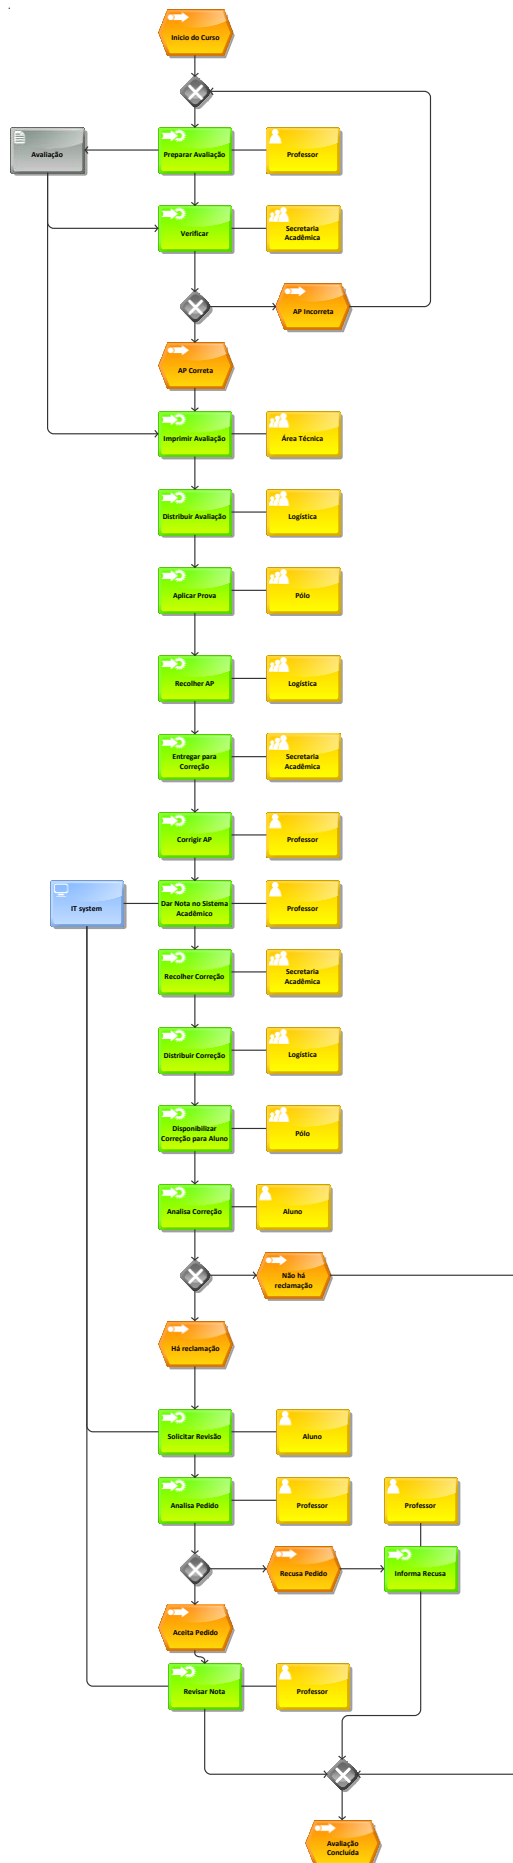 Inicio do Curso
Avaliação
Preparar Avaliação
Professor
Verificar
Secretaria
Acadêmica
AP Incorreta
AP Correta
Imprimir Avaliação
Área Técnica
Distribuir Avaliação
Logística
Aplicar Prova
Pólo
Recolher AP
Logística
Entregar para
Correção
Secretaria
Acadêmica
Corrigir AP
Professor
IT system
Dar Nota no Sistema
Acadêmico
Professor
Recolher Correção
Secretaria
Acadêmica
Distribuir Correção
Logística
Disponibilizar
Correção para Aluno
Pólo
Analisa Correção
Aluno
Não há
reclamação
Há reclamação
Solicitar Revisão
Aluno
Analisa Pedido
Professor
Professor
Recusa Pedido
Informa Recusa
Aceita Pedido
Revisar Nota
Professor
Avaliação
Concluída